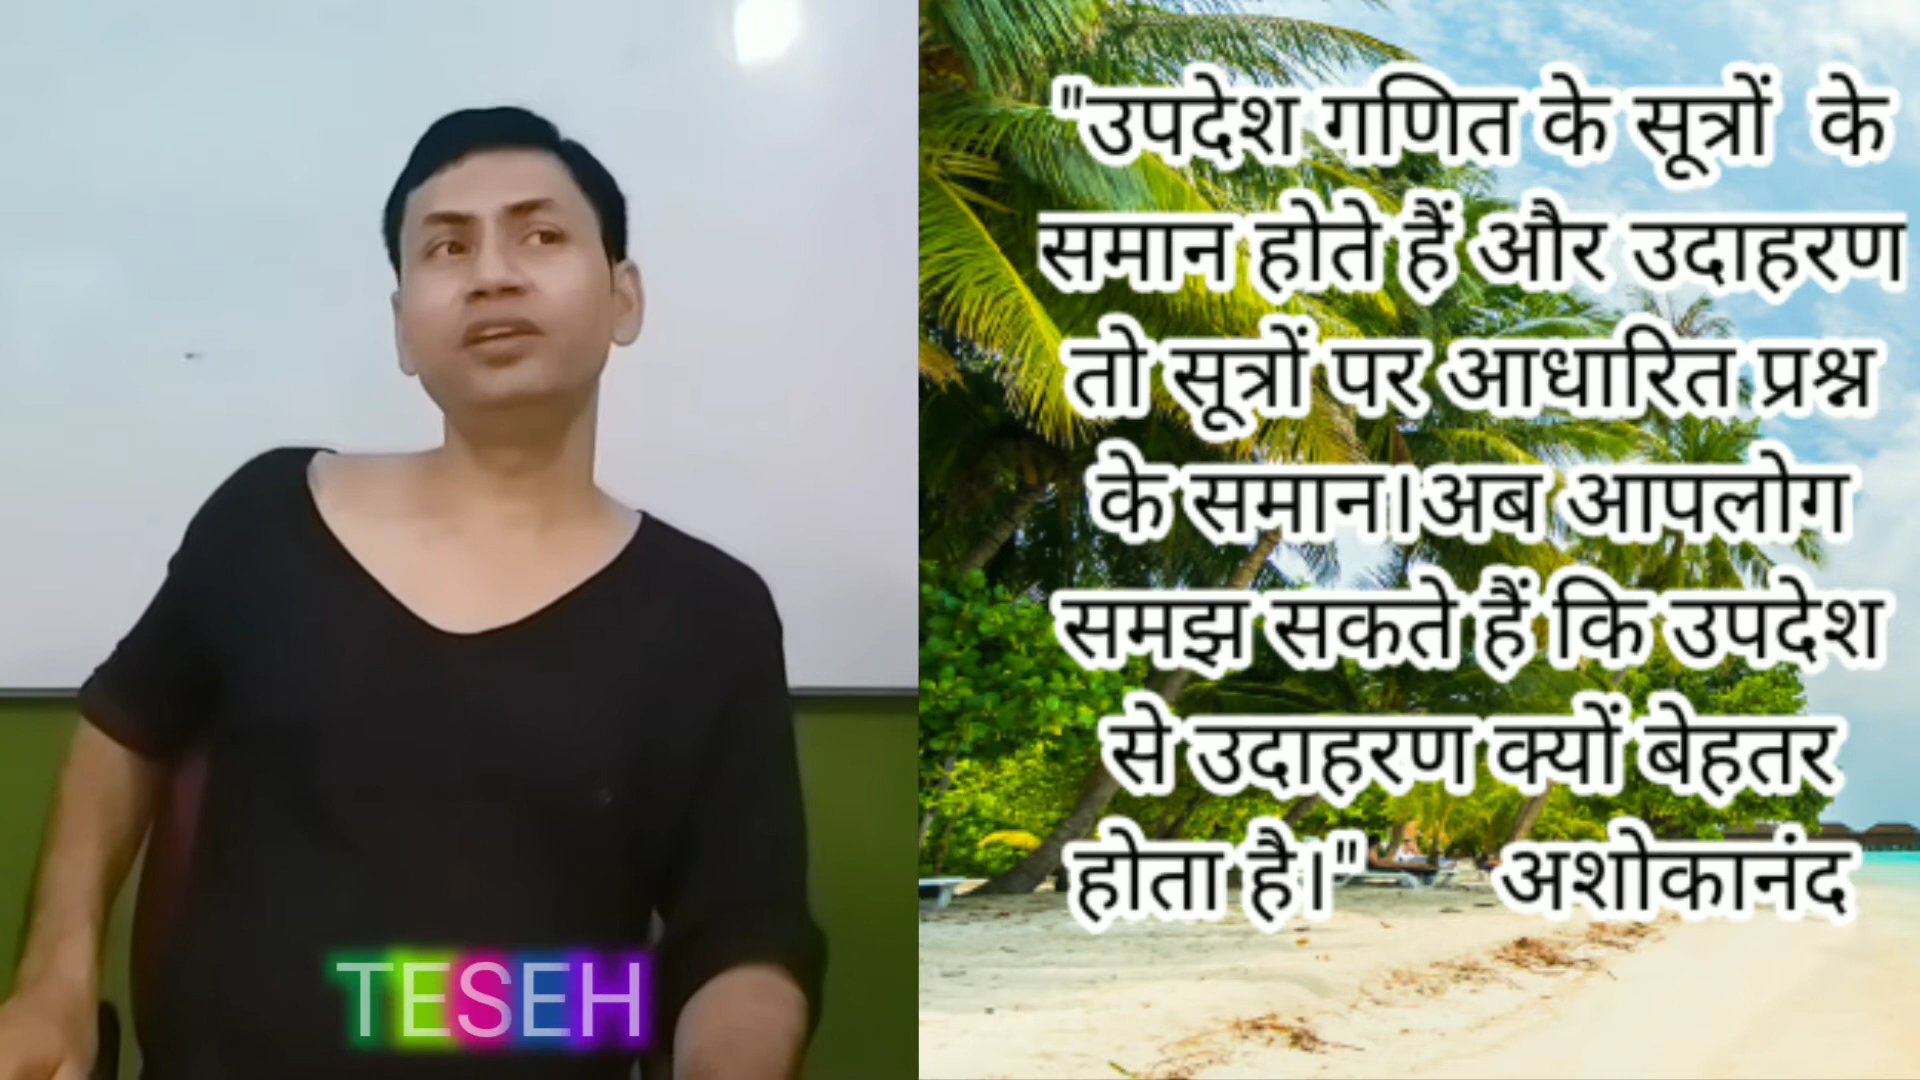 "उपदेश गणित के सूत्रों के
समान होते हैं और उदाहरण
तो सूत्रों पर आधारित प्रश्न
के समान।अब आपलोग
समझ सकते हैं कि उपदेश
से उदाहरण क्यों बेहतर
होता है।" अशोकानंद
TESEH